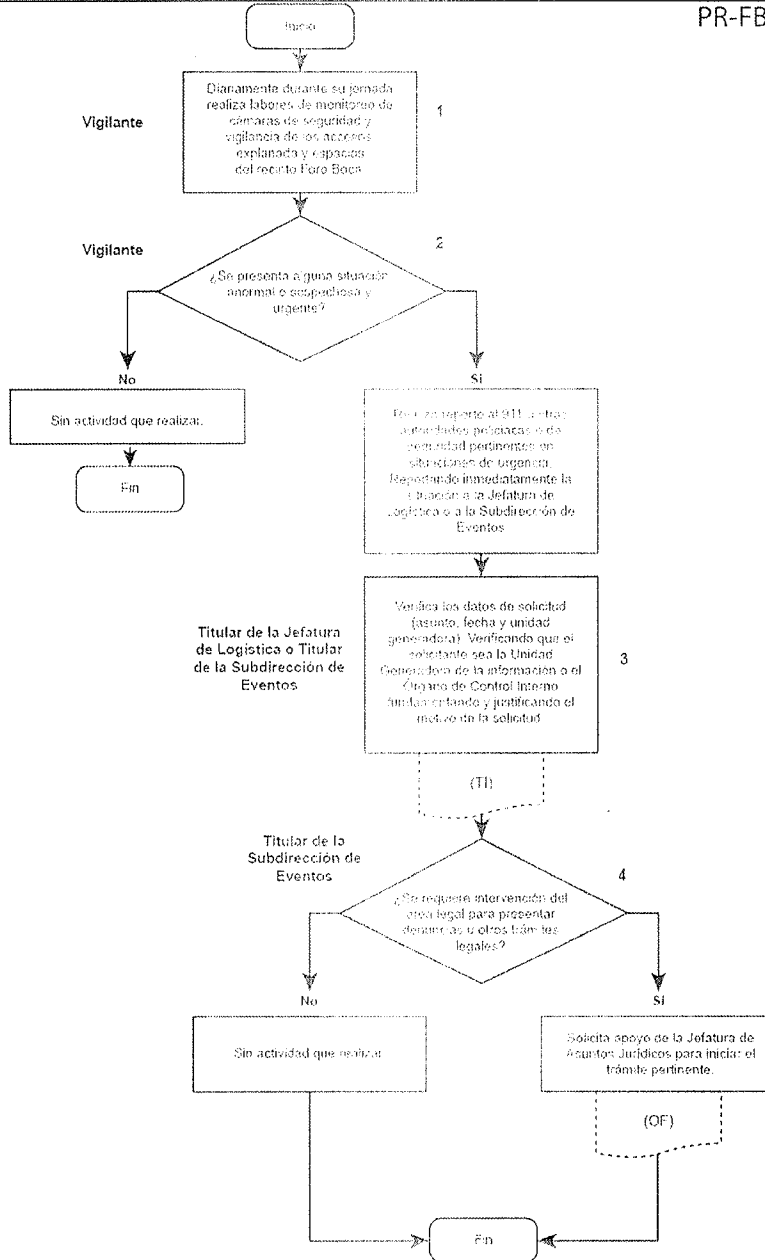 PR-FB
Inicio
Vigilante
Diariamente durante su jornada
realiza labores de monitoreo de
cámaras de seguridad y
vigilancia de los accesos
explanada y espacios
del recinto Foro Boca
1
Vigilante
2
¿Se presenta alguna situación
anormal o sospechosa y
urgente?
No
Si
Sin actividad que realizar.
Fin
reporte al 911
autoridades policiacas o de
seguridad pertinentes en
situaciones de urgencia.
Reportando inmediatamente la
situación a la Jefatura de
Logística o a la Subdirección de
Eventos
Titular de la Jefatura
de Logística o Titular
de la Subdirección de
Eventos
Verifica los datos de solicitud
(asunto, fecha y unidad
generadora). Verificando que el
solicitante sea la Unidad
Generadora de la información o el
Órgano de Control Interno
fundamentando y justificando el
motivo de la solicitud.
3
(TI)
Titular de la
Subdirección de
Eventos
4
¿Se requiere intervención del
área legal para presentar
denuncias u otros trámites
legales?
No
Si
Sin actividad que realizar
Solicita apoyo de la Jefatura de
Asuntos Jurídicos para iniciar el
trámite pertinente.
(OF)
Fin